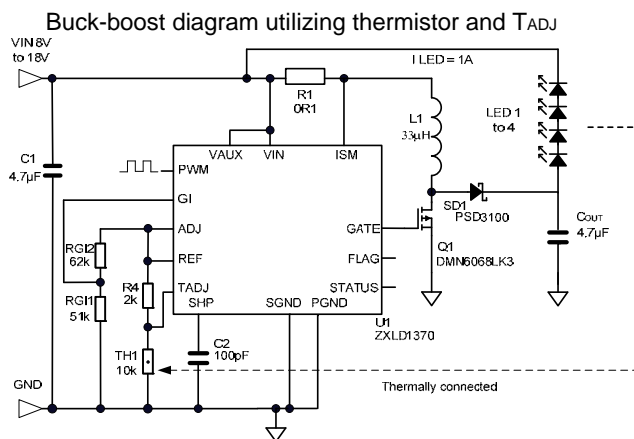 Buck-boost diagram utilizing thermistor and TADJ
VIN 8V
to 18V
I LED = 1A
R1
0R1
L1
33µH
LED 1
to 4
C1
4.7µF
VAUX
VIN
ISM
PWM
GI
ADJ
REF
TADJ
SHP
SGND
PGND
GATE
FLAG
STATUS
SD1
PSD3100
Q1
DMN6068LK3
COUT
4.7µF
RGI2
62k
RGI1
51k
R4
2k
TH1
10k
C2
100pF
U1
ZXLD1370
GND
Thermally connected